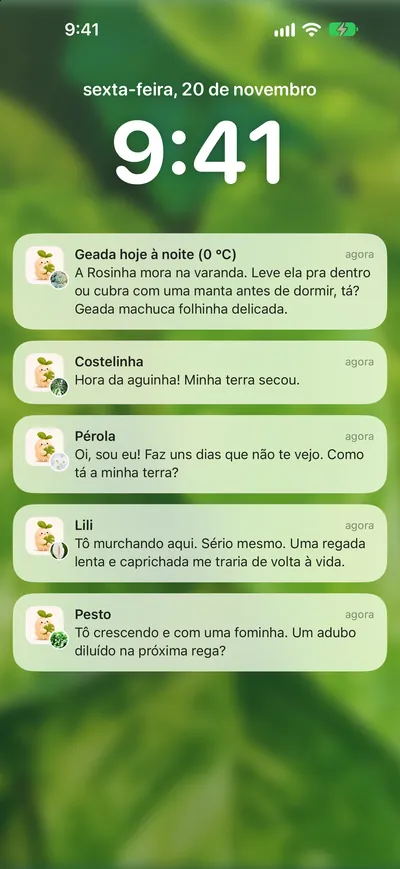 9:41
sexta-feira, 20 de novembro
9:41
Geada hoje à noite (0 ºC)
agora
A Rosinha mora na varanda. Leve ela pra dentro
ou cubra com uma manta antes de dormir, tá?
Geada machuca folhinha delicada.
Costelinha
agora
Hora da aguinha! Minha terra secou.
Pérola
agora
Oi, sou eu! Faz uns dias que não te vejo. Como
tá a minha terra?
Lili
agora
Tô murchando aqui. Sério mesmo. Uma regada
lenta e caprichada me traria de volta à vida.
Pesto
agora
Tô crescendo e com uma fominha. Um adubo
diluído na próxima rega?